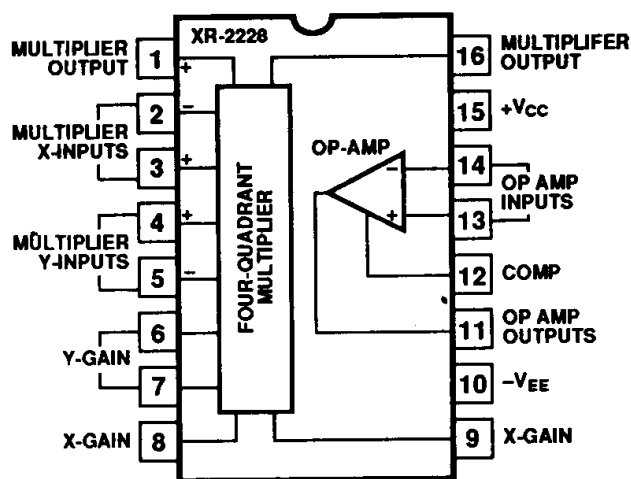 XR-2228
MULTIPLIER
OUTPUT
1
+
2
−
MULTIPLIER
X-INPUTS
3
+
4
+
MÜLTIPLIER
Y-INPUTS
5
−
6
Y-GAIN
7
X-GAIN
8
FOUR-QUADRANT
MULTIPLIER
OP-AMP
−
+
16
MULTIPLIFER
OUTPUT
15
+VCC
14
OP AMP
INPUTS
13
12
COMP
11
OP AMP
OUTPUTS
10
−VEE
9
X-GAIN